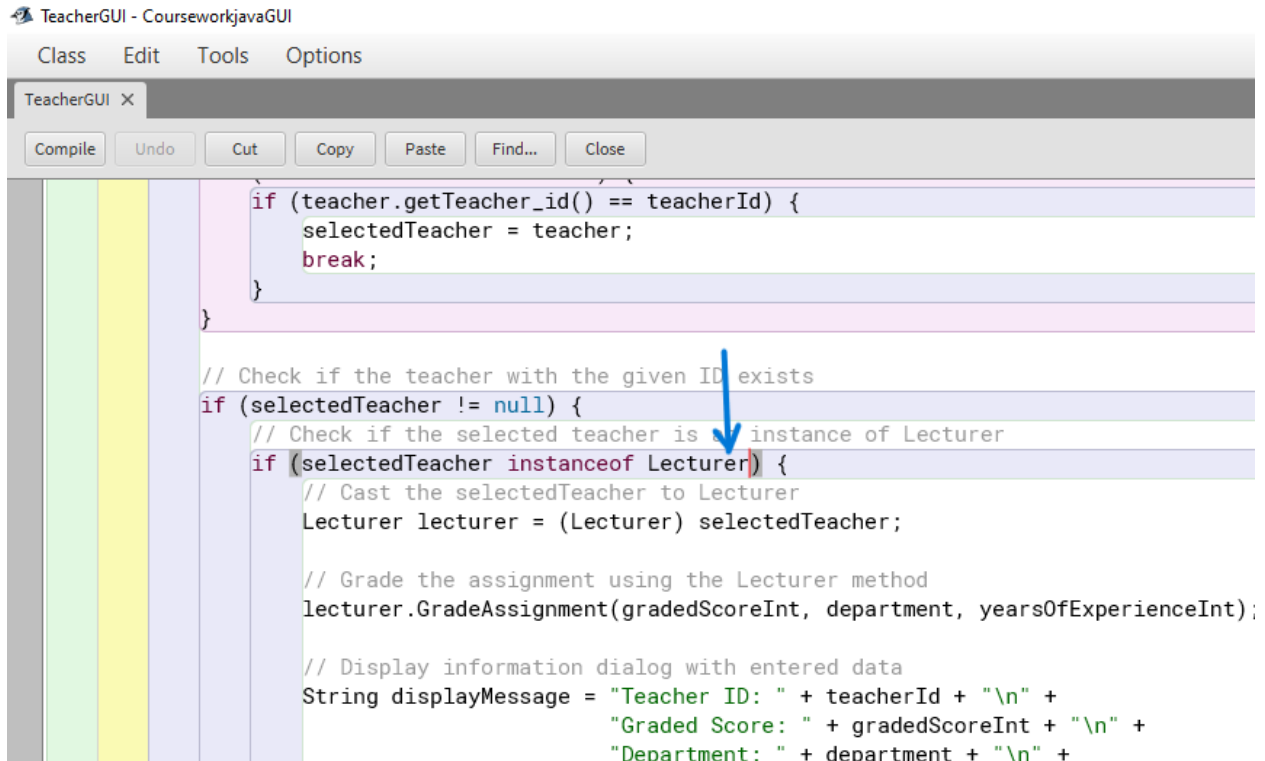 TeacherGUI - CourseworkjavaGUI
Class Edit Tools Options
TeacherGUI
Compile Undo Cut Copy Paste Find... Close
if (teacher.getTeacher_id() == teacherId) {
selectedTeacher = teacher;
break;
}
}
// Check if the teacher with the given ID exists
if (selectedTeacher != null) {
// Check if the selected teacher is instance of Lecturer
if (selectedTeacher instanceof Lecturer) {
// Cast the selectedTeacher to Lecturer
Lecturer lecturer = (Lecturer) selectedTeacher;
// Grade the assignment using the Lecturer method
lecturer.GradeAssignment(gradedScoreInt, department, yearsOfExperienceInt);
// Display information dialog with entered data
String displayMessage = "Teacher ID: " + teacherId + "\n" +
"Graded Score: " + gradedScoreInt + "\n" +
"Department: " + department + "\n" +